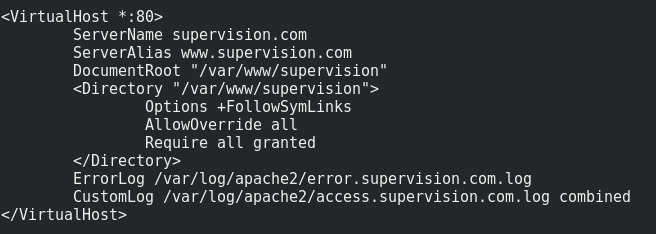 <VirtualHost *:80>
        ServerName supervision.com
        ServerAlias www.supervision.com
        DocumentRoot "/var/www/supervision"
        <Directory "/var/www/supervision">
                Options +FollowSymLinks
                AllowOverride all
                Require all granted
        </Directory>
        ErrorLog /var/log/apache2/error.supervision.com.log
        CustomLog /var/log/apache2/access.supervision.com.log combined
</VirtualHost>